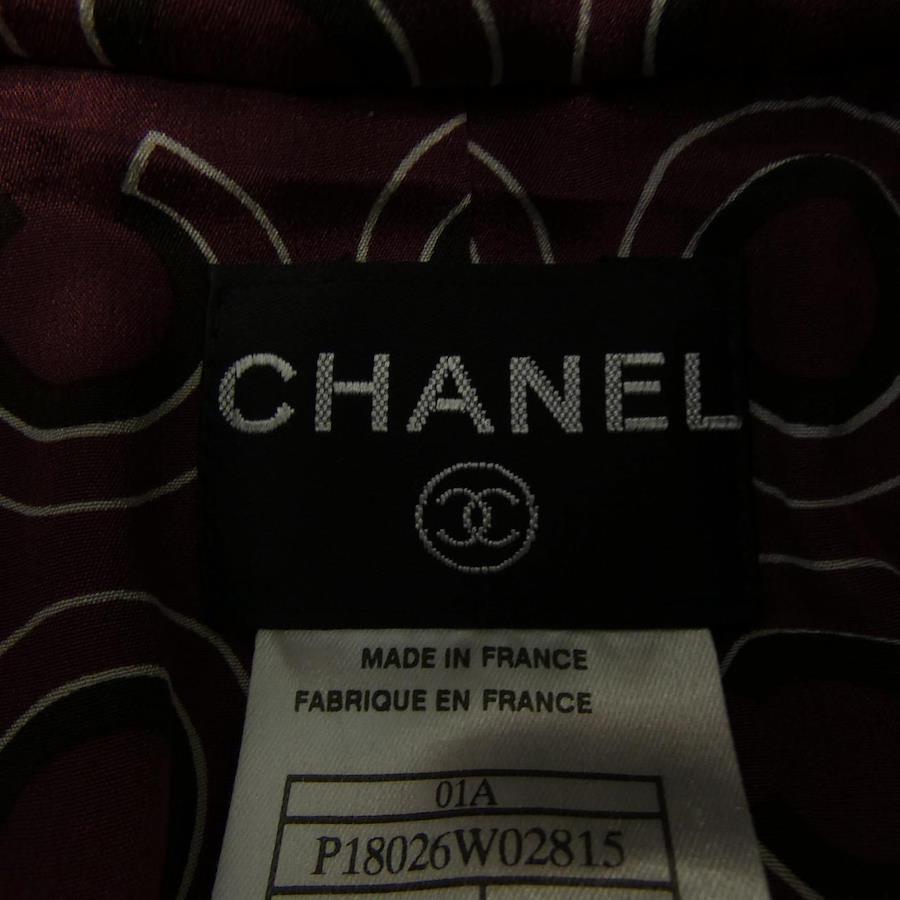 CHANEL
MADE IN FRANCE
FABRIQUE EN FRANCE
01A
P18026W02815